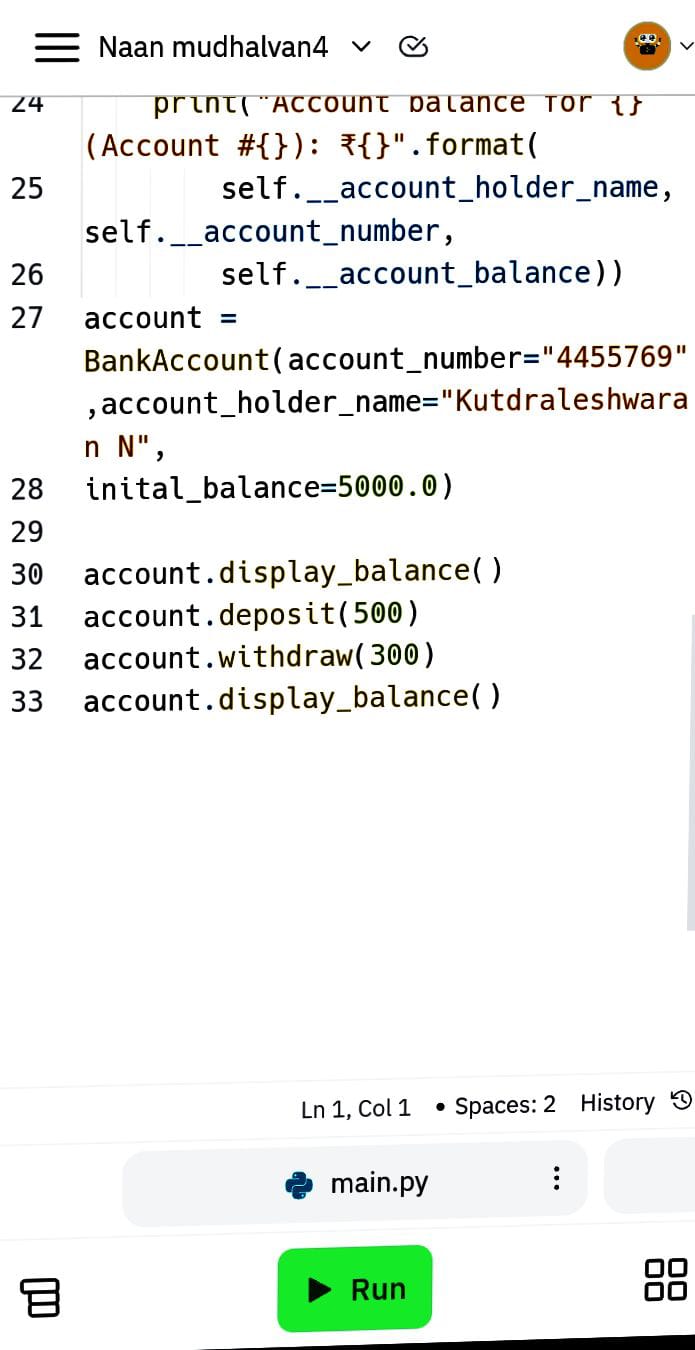 Naan mudhalvan4
24 print("Account balance for {}
(Account #{}): ₹{}".format(
25 self.__account_holder_name,
self.__account_number,
26 self.__account_balance))
27 account =
BankAccount(account_number="4455769"
,account_holder_name="Kutdraleshwara
n N",
28 inital_balance=5000.0)
29
30 account.display_balance()
31 account.deposit(500)
32 account.withdraw(300)
33 account.display_balance()
Ln 1, Col 1 • Spaces: 2 History
main.py
Run